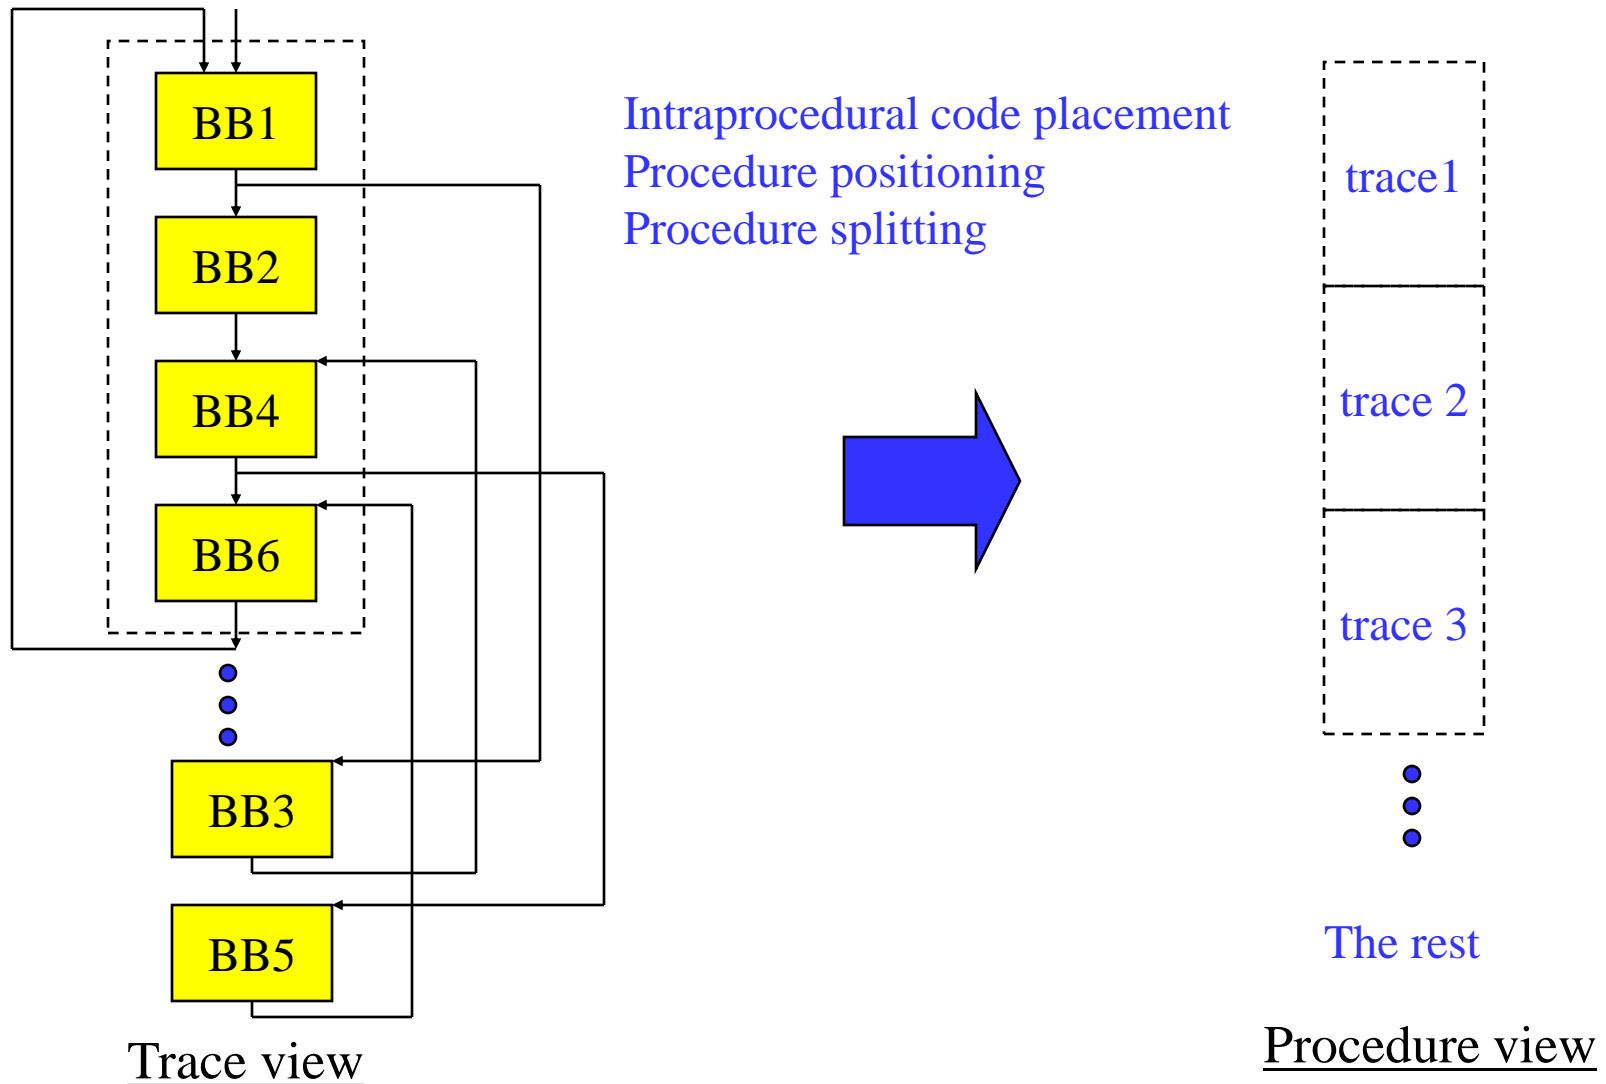 BB1
BB2
BB4
BB6
BB3
BB5
Trace view
Intraprocedural code placement
Procedure positioning
Procedure splitting
trace1
trace 2
trace 3
The rest
Procedure view